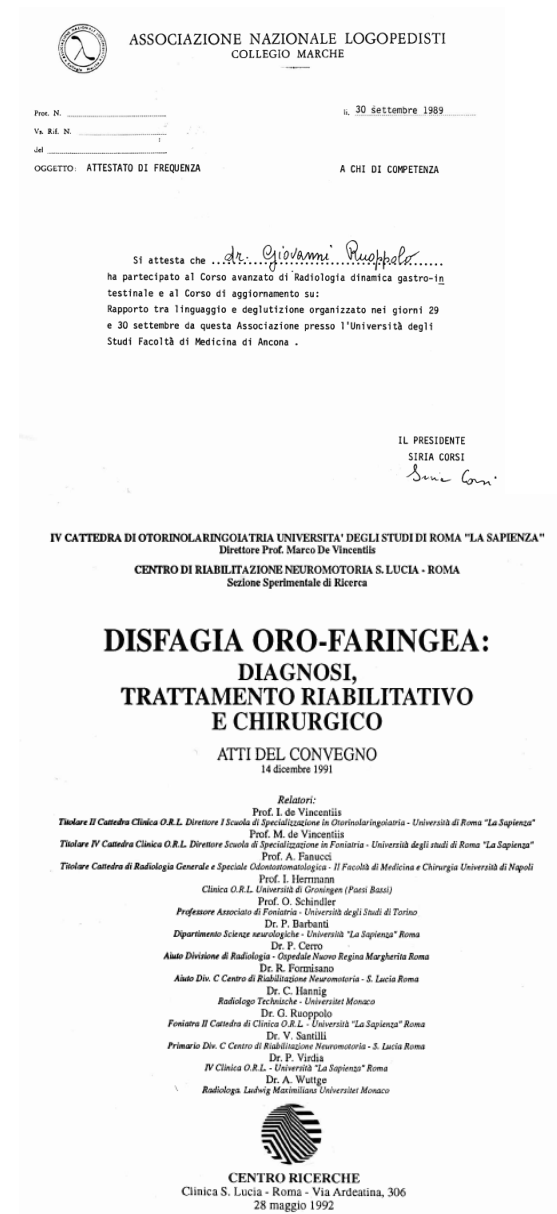 ASSOCIAZIONE NAZIONALE LOGOPEDISTI
COLLEGIO MARCHE
Prot. N.
li, 30 settembre 1989
Vs. Rif. N.
del
OGGETTO: ATTESTATO DI FREQUENZA
A CHI DI COMPETENZA
Si attesta che dr. Giovanni Ruoppolo
ha partecipato al Corso avanzato di Radiologia dinamica gastro-in
testinale e al Corso di aggiornamento su:
Rapporto tra linguaggio e deglutizione organizzato nei giorni 29
e 30 settembre da questa Associazione presso l'Università degli
Studi Facoltà di Medicina di Ancona .
IL PRESIDENTE
SIRIA CORSI
Siria Corsi
IV CATTEDRA DI OTORINOLARINGOIATRIA UNIVERSITA' DEGLI STUDI DI ROMA "LA SAPIENZA"
Direttore Prof. Marco De Vincentiis
CENTRO DI RIABILITAZIONE NEUROMOTORIA S. LUCIA - ROMA
Sezione Sperimentale di Ricerca
DISFAGIA ORO-FARINGEA:
DIAGNOSI,
TRATTAMENTO RIABILITATIVO
E CHIRURGICO
ATTI DEL CONVEGNO
14 dicembre 1991
Relatori:
Prof. I. de Vincentiis
Titolare II Cattedra Clinica O.R.L. Direttore I Scuola di Specializzazione in Otorinolaringoiatria - Università di Roma "La Sapienza"
Prof. M. de Vincentiis
Titolare IV Cattedra Clinica O.R.L. Direttore Scuola di Specializzazione in Foniatria - Università degli studi di Roma "La Sapienza"
Prof. A. Fanucci
Titolare Cattedra di Radiologia Generale e Speciale Odontostomatologica - II Facoltà di Medicina e Chirurgia Università di Napoli
Prof. I. Herrmann
Clinica O.R.L. Università di Groningen (Paesi Bassi)
Prof. O. Schindler
Professore Associato di Foniatria - Università degli Studi di Torino
Dr. P. Barbanti
Dipartimento Scienze neurologiche - Università "La Sapienza" Roma
Dr. P. Cerro
Aiuto Divisione di Radiologia - Ospedale Nuovo Regina Margherita Roma
Dr. R. Formisano
Aiuto Div. C Centro di Riabilitazione Neuromotoria - S. Lucia Roma
Dr. C. Hannig
Radiologo Technische - Universitet Monaco
Dr. G. Ruoppolo
Foniatra II Cattedra di Clinica O.R.L. - Università "La Sapienza" Roma
Dr. V. Santilli
Primario Div. C Centro di Riabilitazione Neuromotoria - S. Lucia Roma
Dr. P. Virdia
IV Clinica O.R.L. - Università "La Sapienza" Roma
Dr. A. Wuttge
Radiologa. Ludwig Maximilians Universitet Monaco
CENTRO RICERCHE
Clinica S. Lucia - Roma - Via Ardeatina, 306
28 maggio 1992